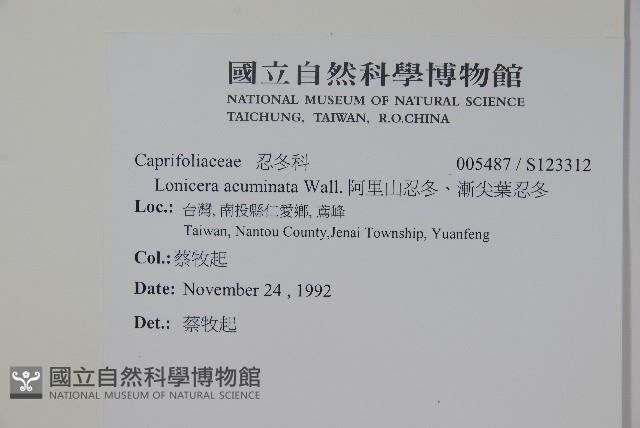 國立自然科學博物館
NATIONAL MUSEUM OF NATURAL SCIENCE
TAICHUNG, TAIWAN, R.O.CHINA
Caprifoliaceae 忍冬科 005487 / S123312
Lonicera acuminata Wall. 阿里山忍冬、漸尖葉忍冬
Loc.: 台灣, 南投縣仁愛鄉, 鳶峰
Taiwan, Nantou County,Jenai Township, Yuanfeng
Col.: 蔡牧起
Date: November 24 , 1992
Det.: 蔡牧起
國立自然科學博物館
NATIONAL MUSEUM OF NATURAL SCIENCE